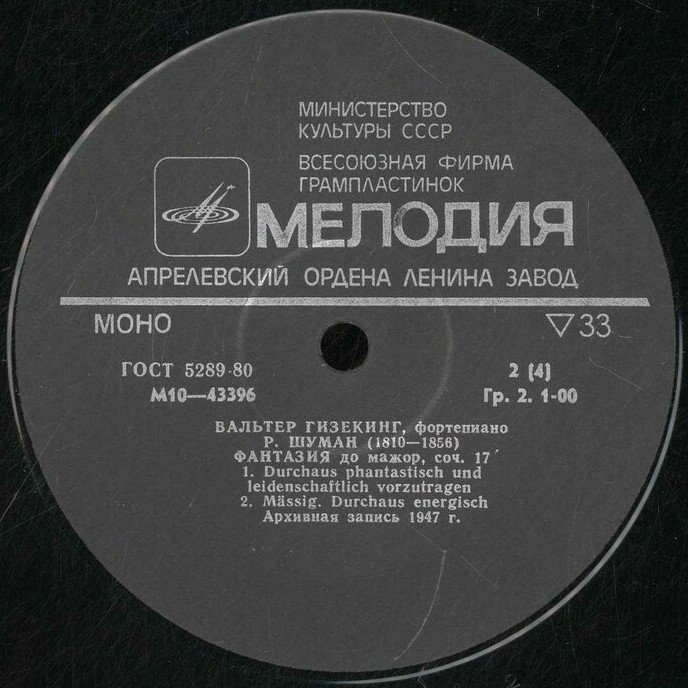 МИНИСТЕРСТВО
КУЛЬТУРЫ СССР
ВСЕСОЮЗНАЯ ФИРМА
ГРАМПЛАСТИНОК
МЕЛОДИЯ
АПРЕЛЕВСКИЙ ОРДЕНА ЛЕНИНА ЗАВОД
МОНО ▽ 33
ГОСТ 5289-80 2 (4)
М10—43396 Гр. 2. 1-00
ВАЛЬТЕР ГИЗЕКИНГ, фортепиано
Р. ШУМАН (1810—1856)
ФАНТАЗИЯ до мажор, соч. 17
1. Durchaus phantastisch und
leidenschaftlich vorzutragen
2. Mässig. Durchaus energisch
Архивная запись 1947 г.